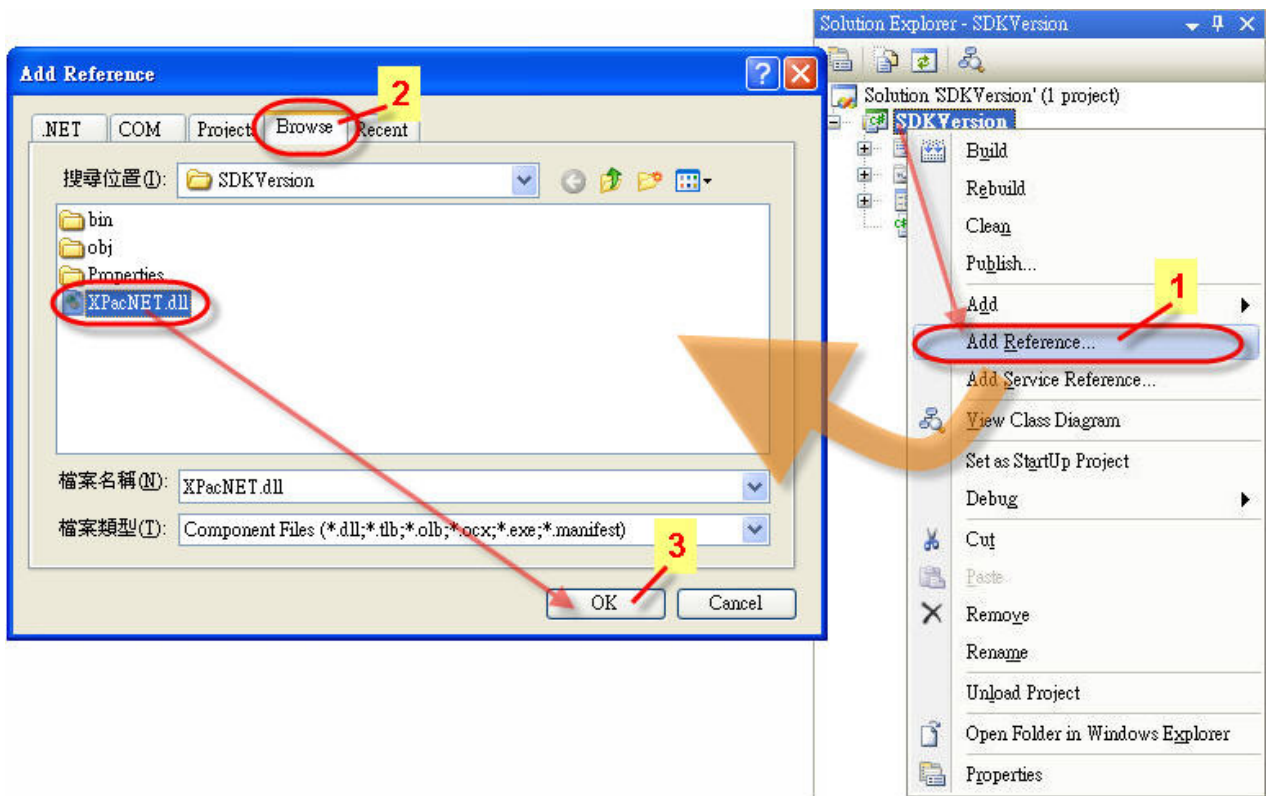 Add Reference
2
.NET COM Projects Browse Recent
搜尋位置(I): SDKVersion
bin
obj
Properties
XPacNET.dll
檔案名稱(N): XPacNET.dll
檔案類型(T): Component Files (*.dll;*.tlb;*.olb;*.ocx;*.exe;*.manifest)
3
OK Cancel
Solution Explorer - SDKVersion
Solution 'SDKVersion' (1 project)
SDKVersion
Build
Rebuild
Clean
Publish...
1
Add
Add Reference...
Add Service Reference...
View Class Diagram
Set as StartUp Project
Debug
Cut
Paste
Remove
Rename
Unload Project
Open Folder in Windows Explorer
Properties